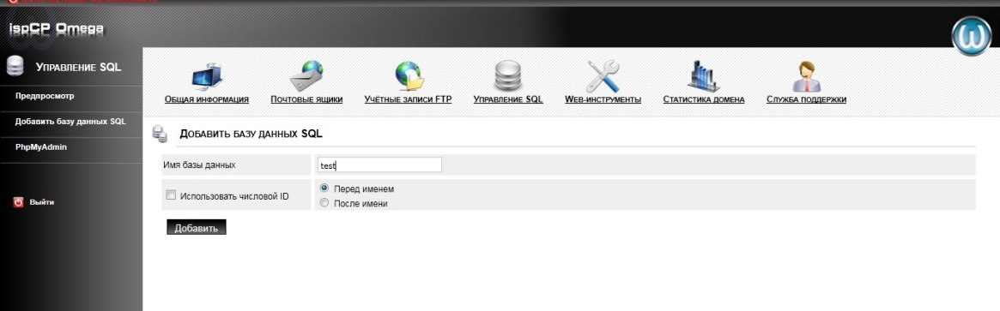 ispCP Omega
Управление SQL
Предпросмотр
Добавить базу данных SQL
PhpMyAdmin
Выйти
Общая информация
Почтовые ящики
Учётные записи FTP
Управление SQL
Web-инструменты
Статистика домена
Служба поддержки
Добавить базу данных SQL
Имя базы данных
test
Использовать числовой ID
Перед именем
После имени
Добавить